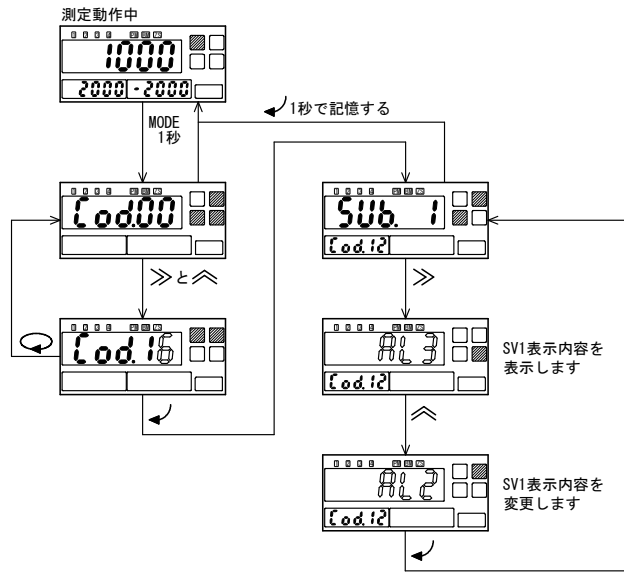 測定動作中
1000
2000 -2000
MODE
1秒
1秒で記憶する
Cod.00
SUb. 1
Cod.12
≫と︽
≫
Cod.16
AL3
Cod.12
SV1表示内容を
表示します
︽
AL2
Cod.12
SV1表示内容を
変更します